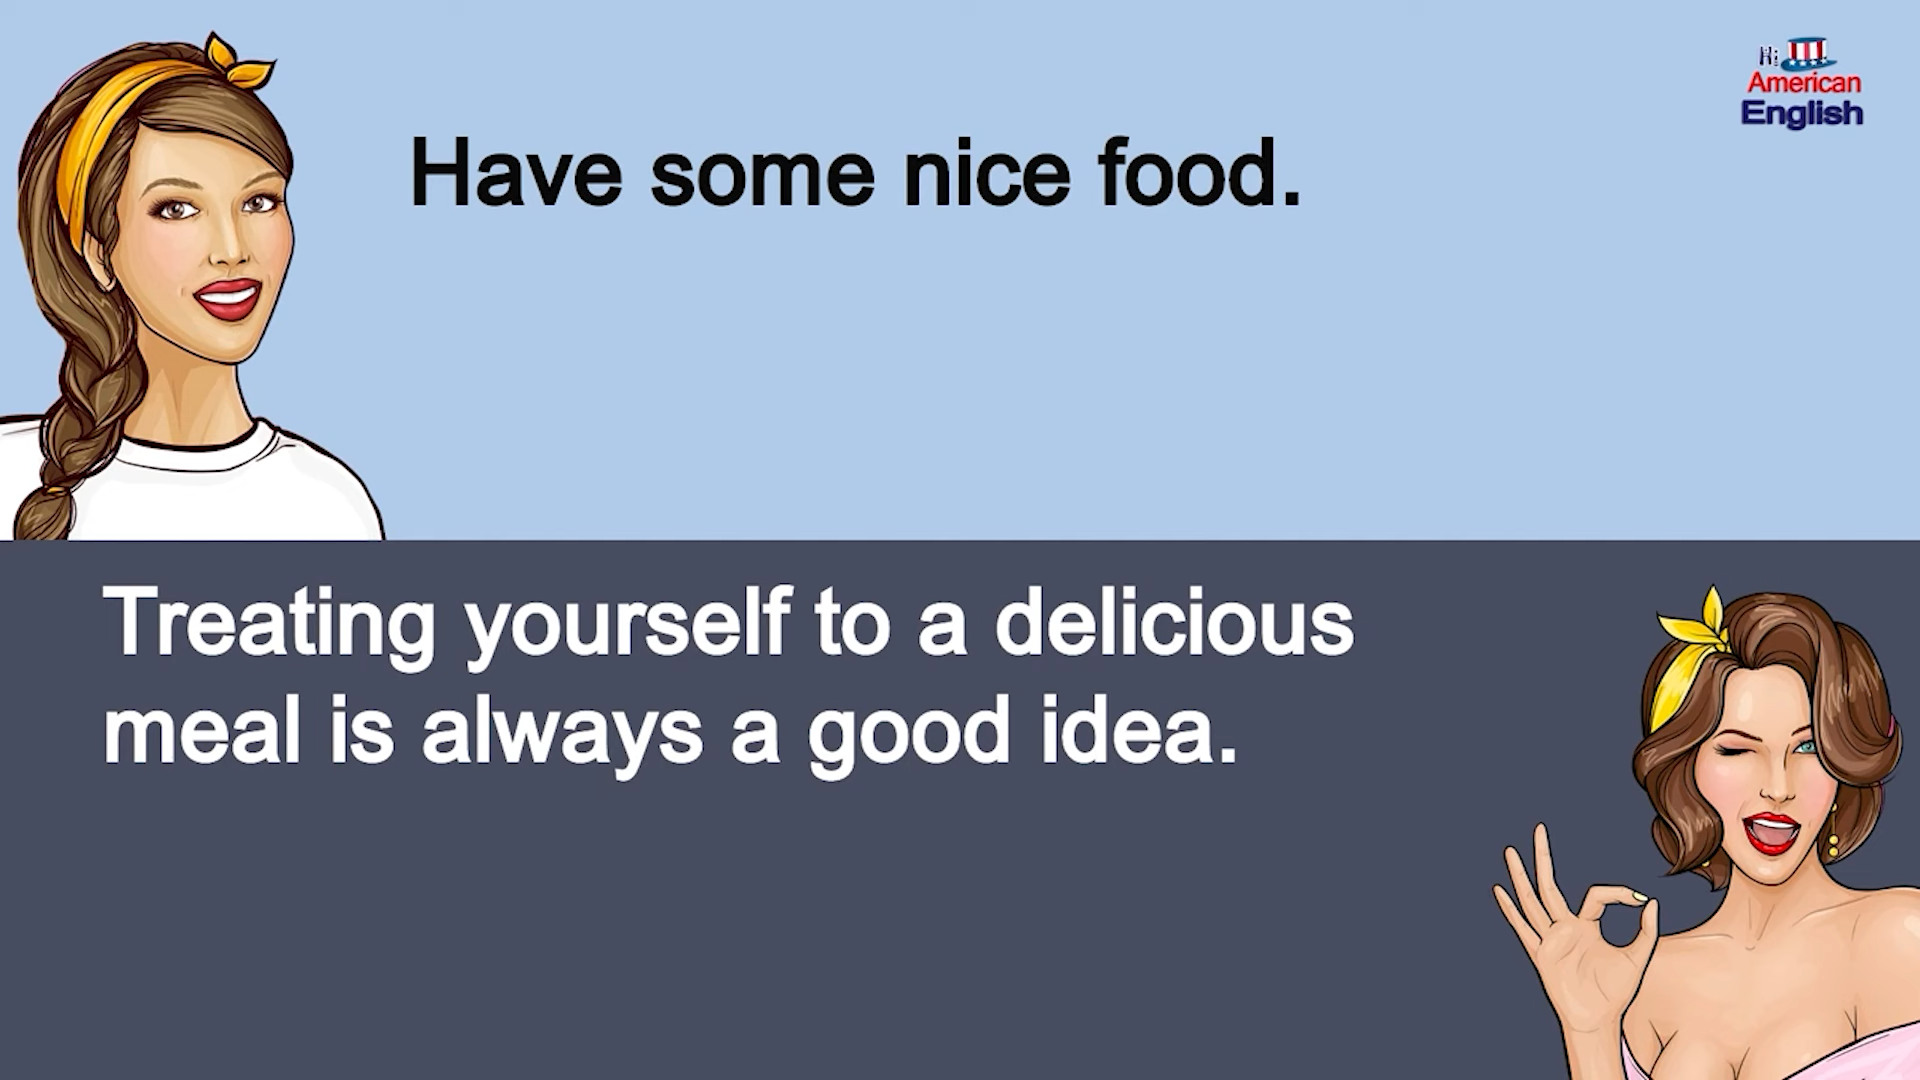 Hi
American
English
Have some nice food.
Treating yourself to a delicious
meal is always a good idea.